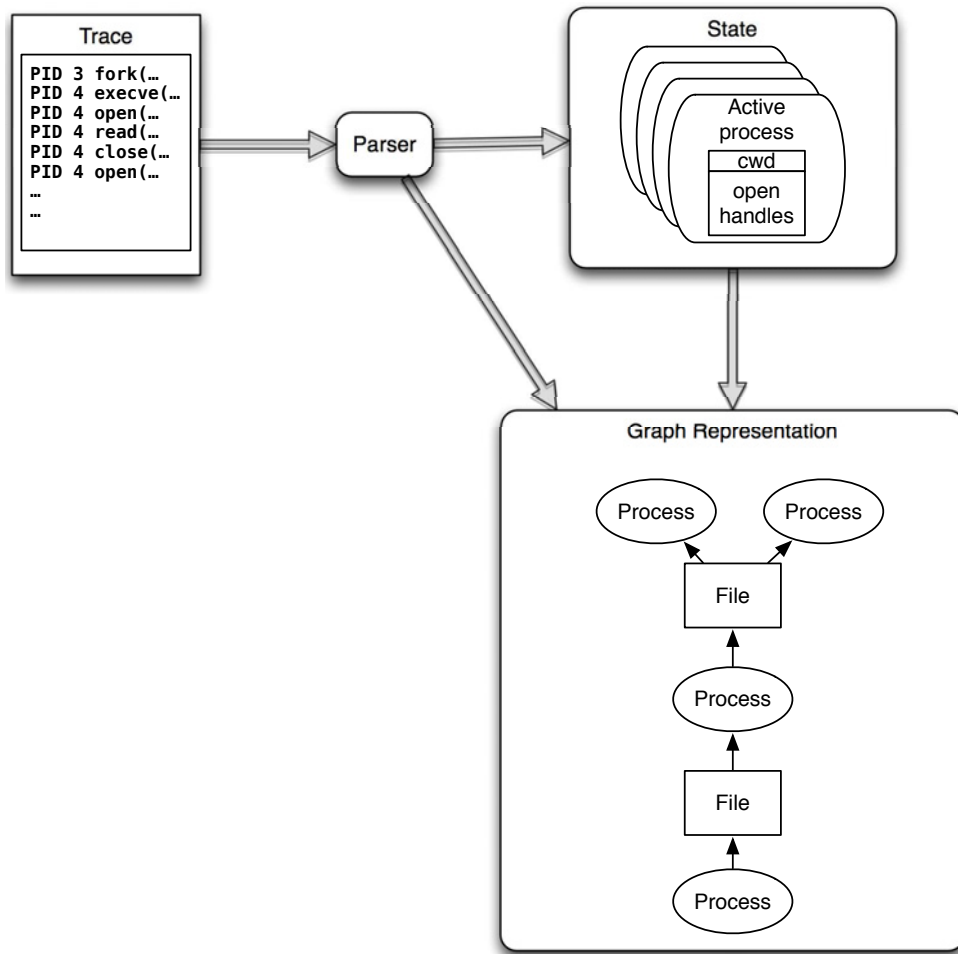 Trace
PID 3 fork(…
PID 4 execve(…
PID 4 open(…
PID 4 read(…
PID 4 close(…
PID 4 open(…
…
…
Parser
State
Active
process
cwd
open
handles
Graph Representation
Process
Process
File
Process
File
Process